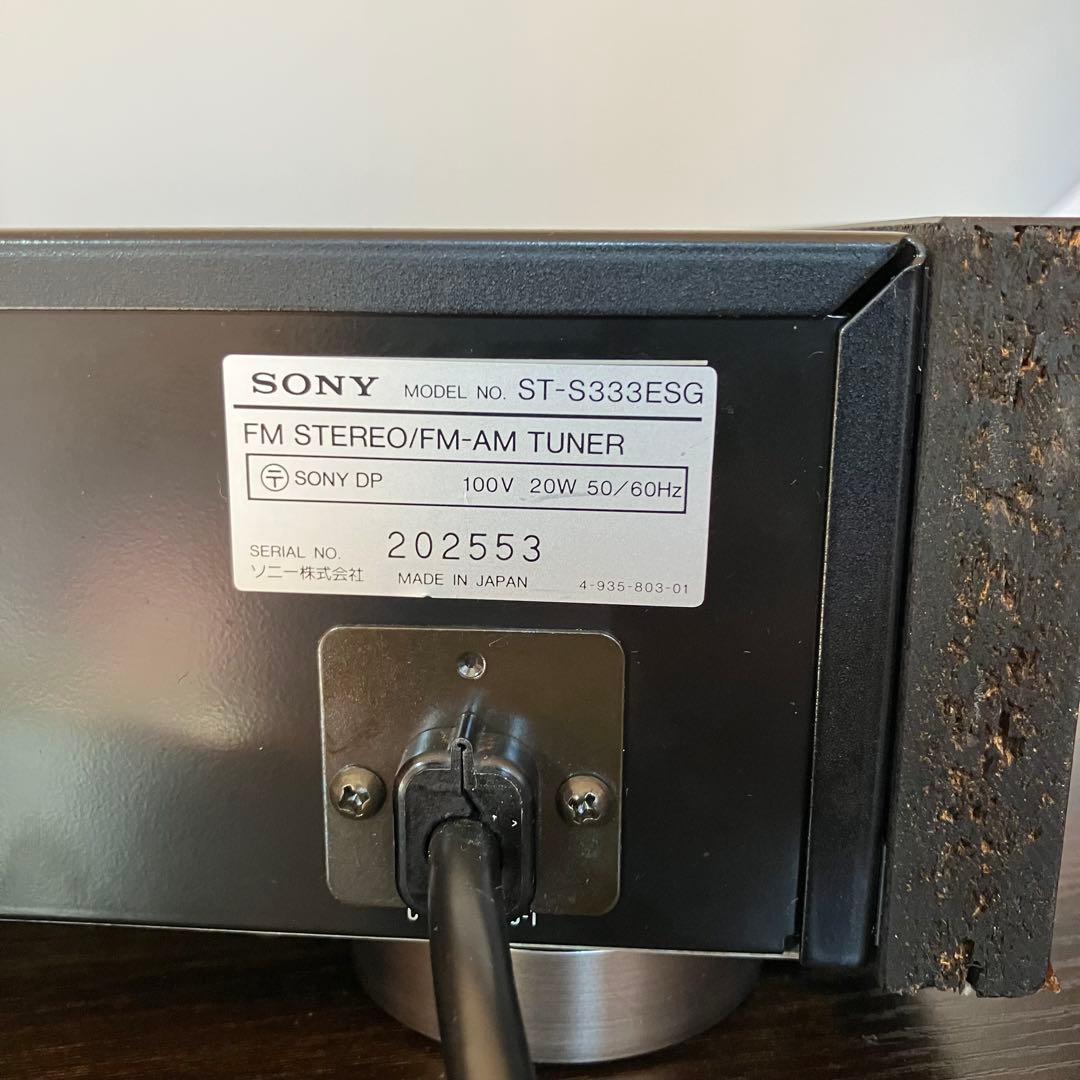 SONY MODEL NO. ST-S333ESG
FM STEREO/FM-AM TUNER
〶 SONY DP 100V 20W 50/60Hz
SERIAL NO. 202553
ソニー株式会社 MADE IN JAPAN 4-935-803-01